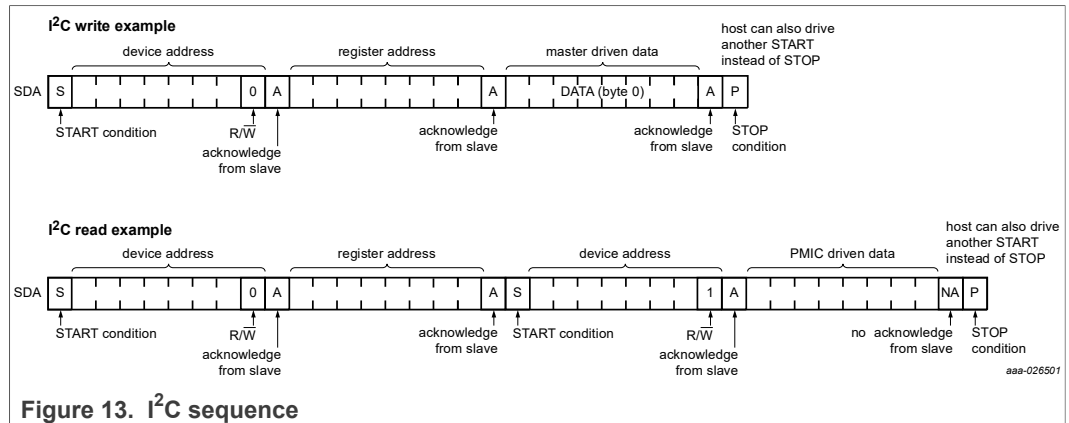 I2C write example
host can also drive
another START
instead of STOP
device address
register address
master driven data
SDA
S
0
A
A
DATA (byte 0)
A
P
START condition
R/W
acknowledge
from slave
acknowledge
from slave
acknowledge
from slave
STOP
condition
I2C read example
host can also drive
another START
instead of STOP
device address
register address
device address
PMIC driven data
SDA
S
0
A
A
S
1
A
NA
P
START condition
R/W
acknowledge
from slave
acknowledge
from slave
START condition
R/W
acknowledge
from slave
no acknowledge
from slave
STOP
condition
aaa-026501
Figure 13. I2C sequence